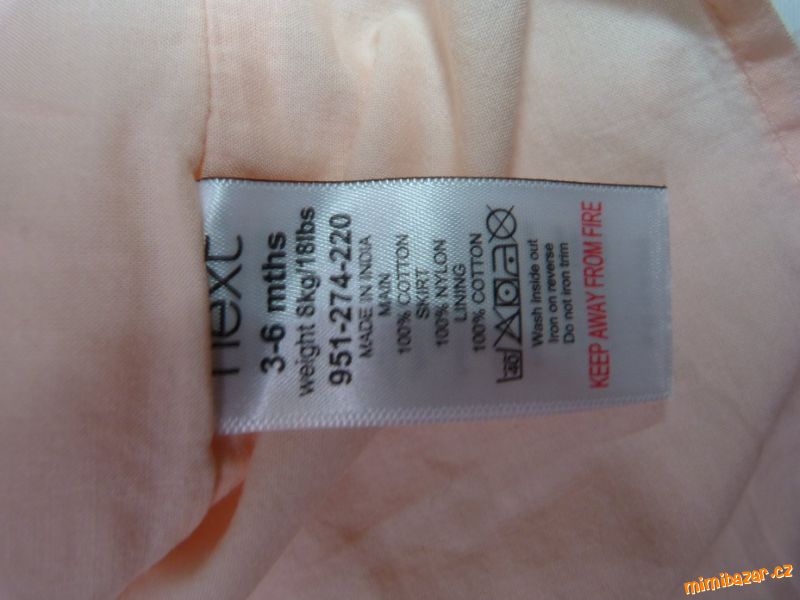 next
3-6 mths
weight 8kg/18lbs
951-274-220
MADE IN INDIA
MAIN
100% COTTON
SKIRT
100% NYLON
LINING
100% COTTON
40
Wash inside out
Iron on reverse
Do not iron trim
KEEP AWAY FROM FIRE
mimibazar.cz